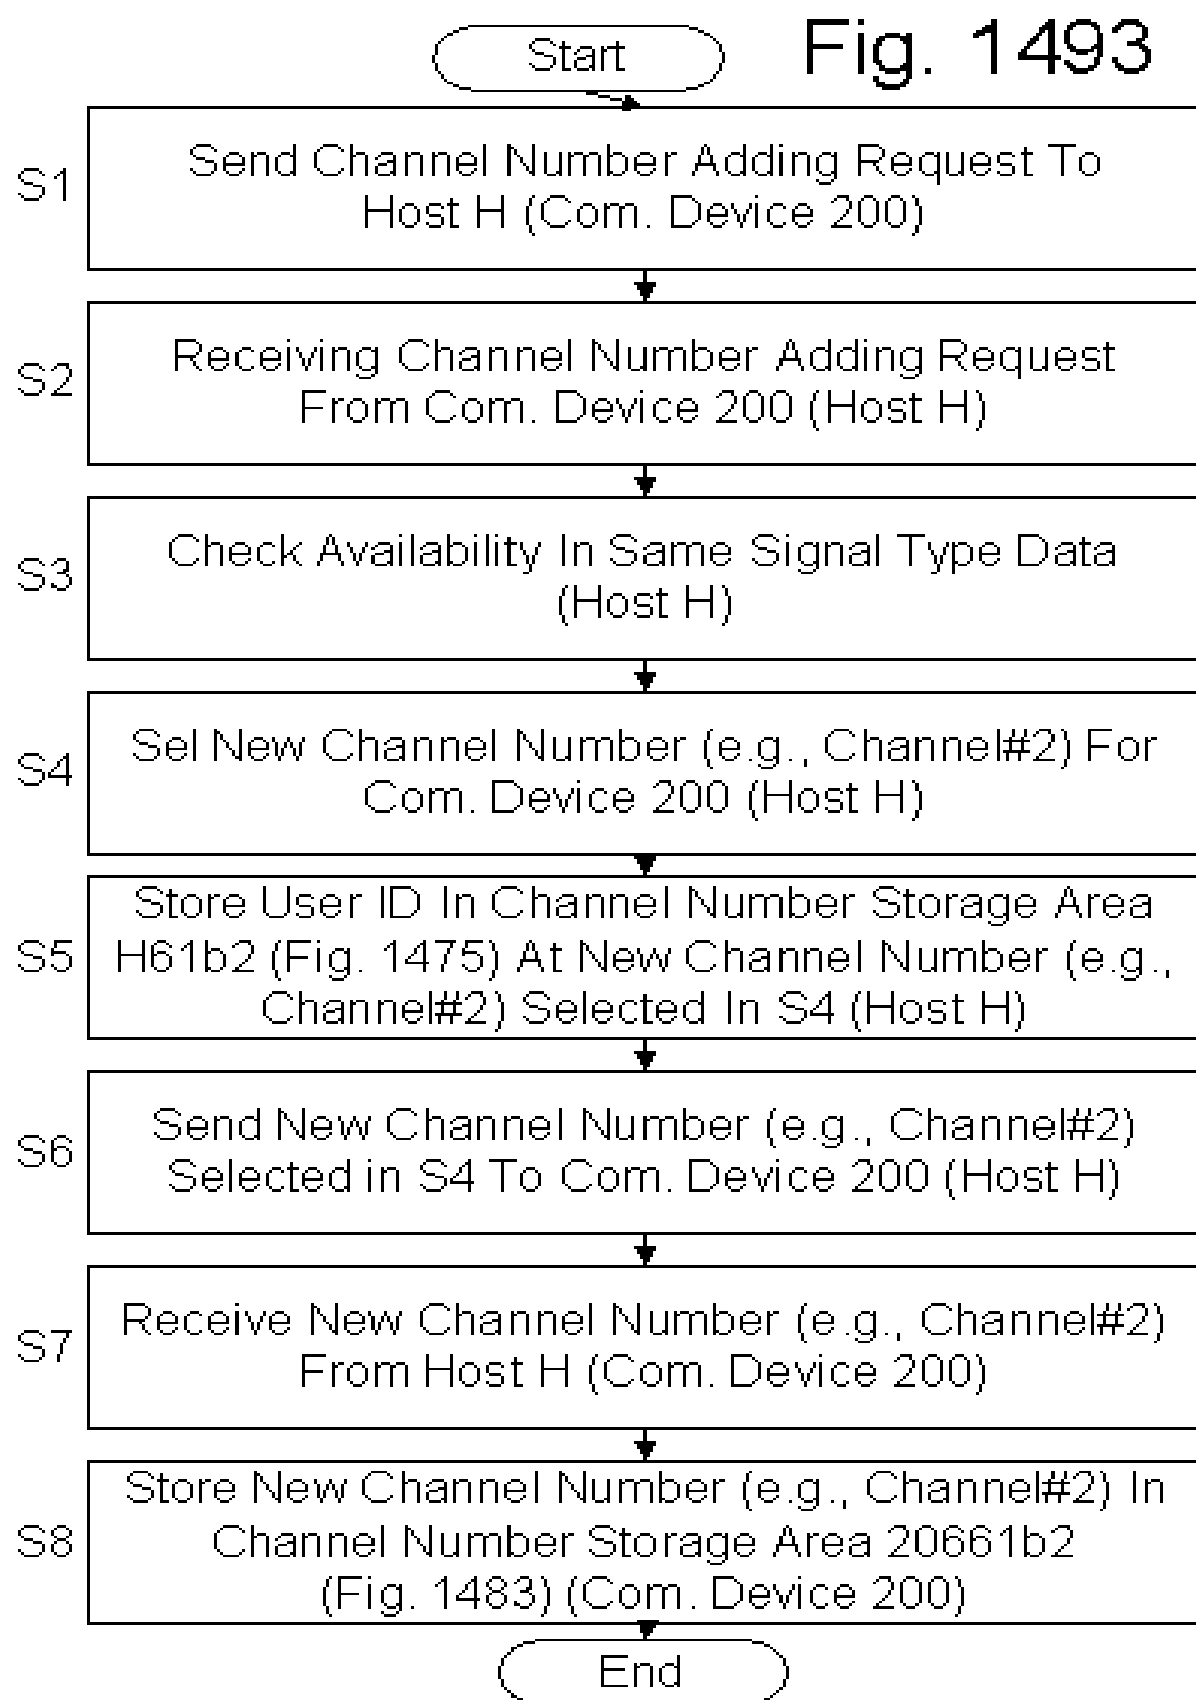 Start
Fig. 1493
S1
Send Channel Number Adding Request To
Host H (Com. Device 200)
S2
Receiving Channel Number Adding Request
From Com. Device 200 (Host H)
S3
Check Availability In Same Signal Type Data
(Host H)
S4
Sel New Channel Number (e.g., Channel#2) For
Com. Device 200 (Host H)
S5
Store User ID In Channel Number Storage Area
H61b2 (Fig. 1475) At New Channel Number (e.g.,
Channel#2) Selected In S4 (Host H)
S6
Send New Channel Number (e.g., Channel#2)
Selected in S4 To Com. Device 200 (Host H)
S7
Receive New Channel Number (e.g., Channel#2)
From Host H (Com. Device 200)
S8
Store New Channel Number (e.g., Channel#2) In
Channel Number Storage Area 20661b2
(Fig. 1483) (Com. Device 200)
End